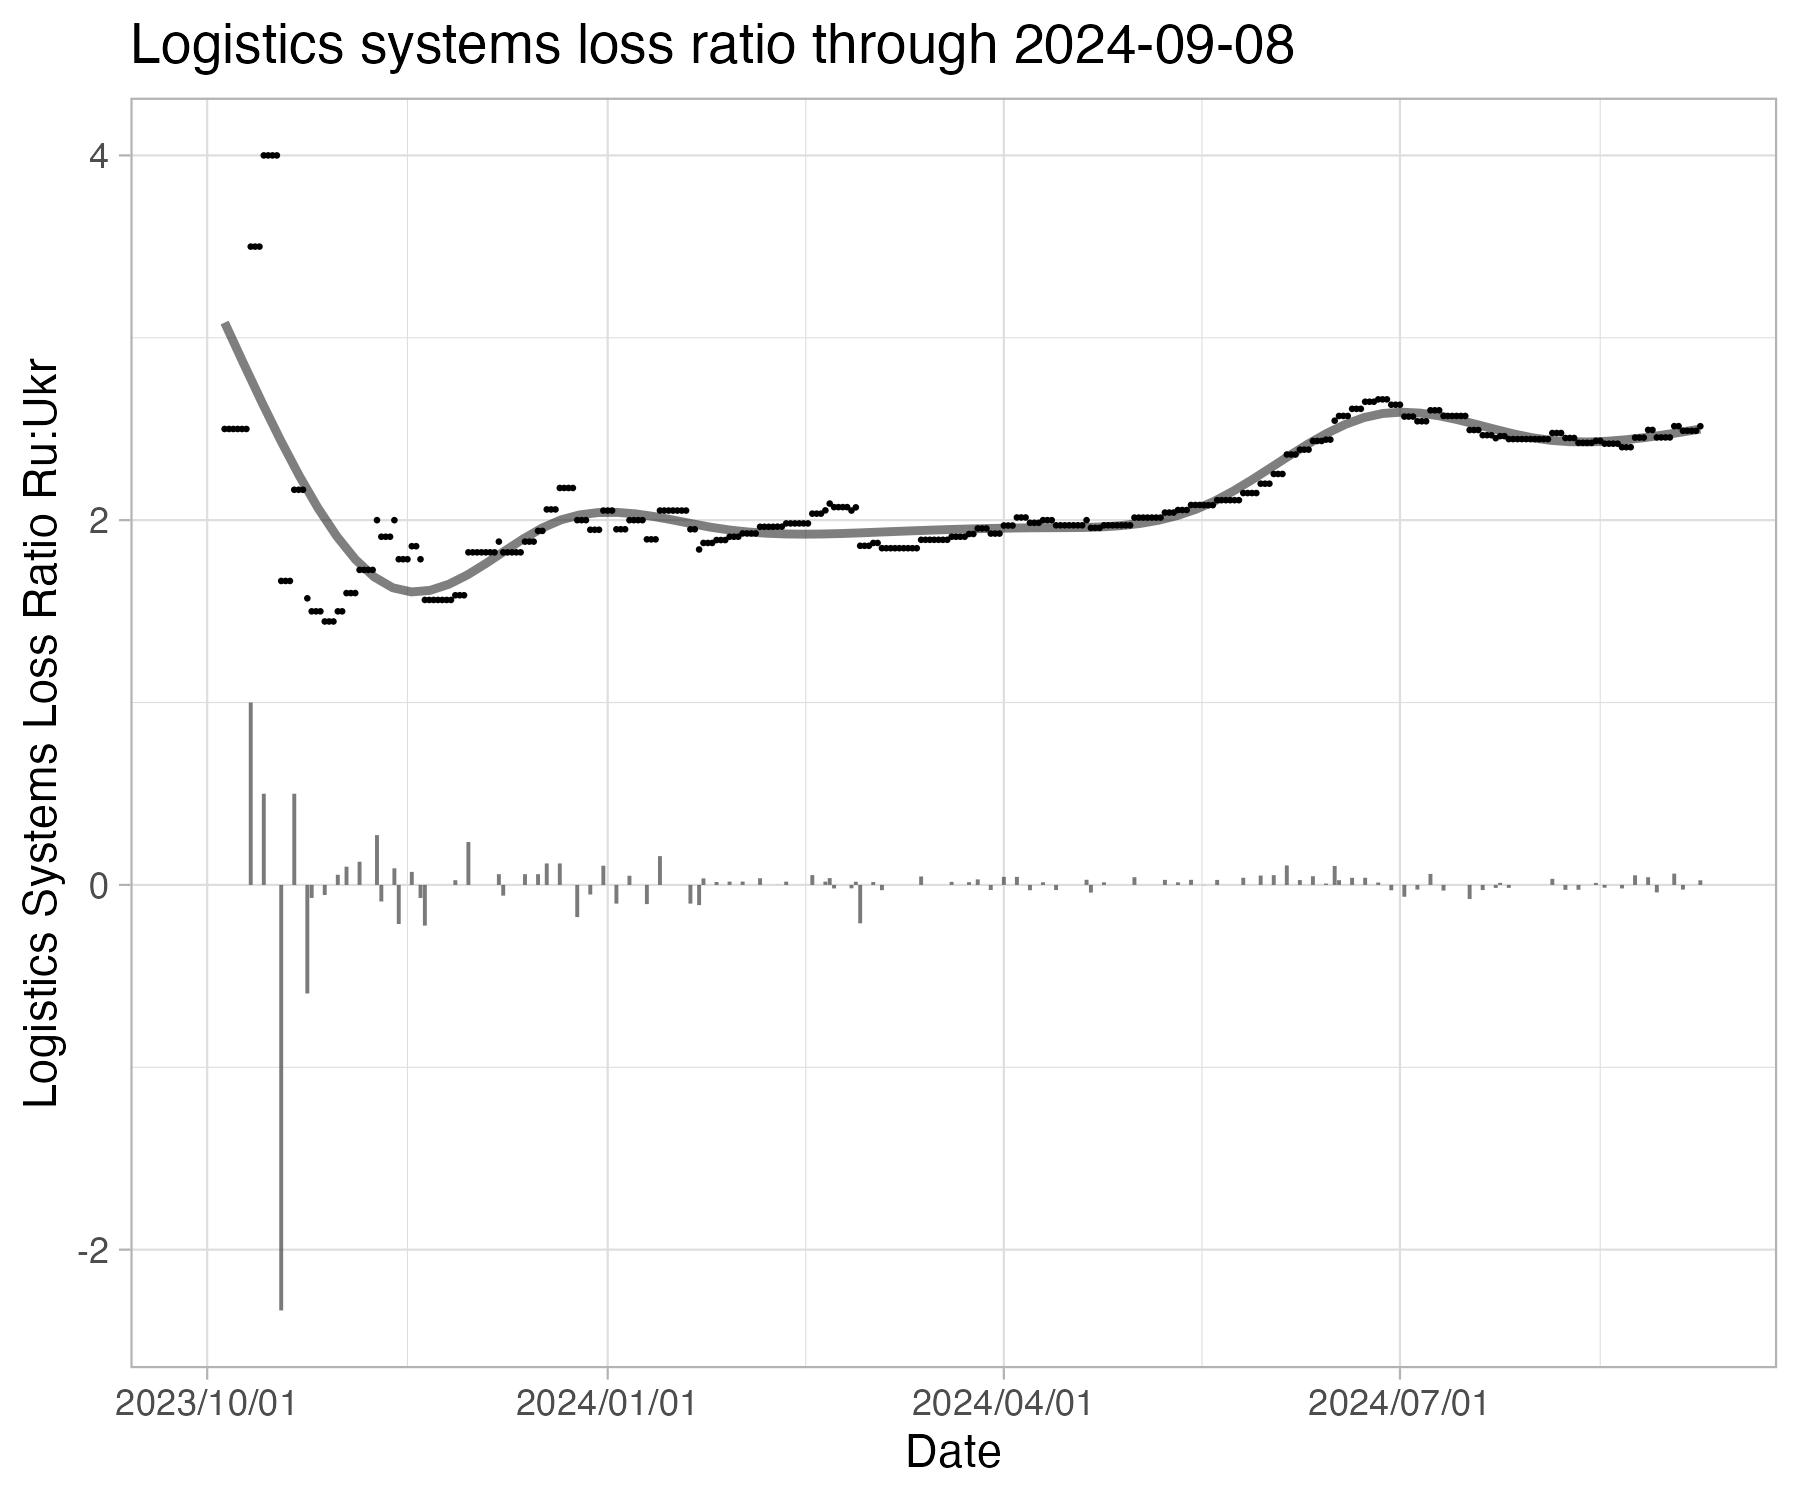 Logistics systems loss ratio through 2024-09-08
Logistics Systems Loss Ratio Ru:Ukr
4
2
0
-2
2023/10/01
2024/01/01
2024/04/01
2024/07/01
Date